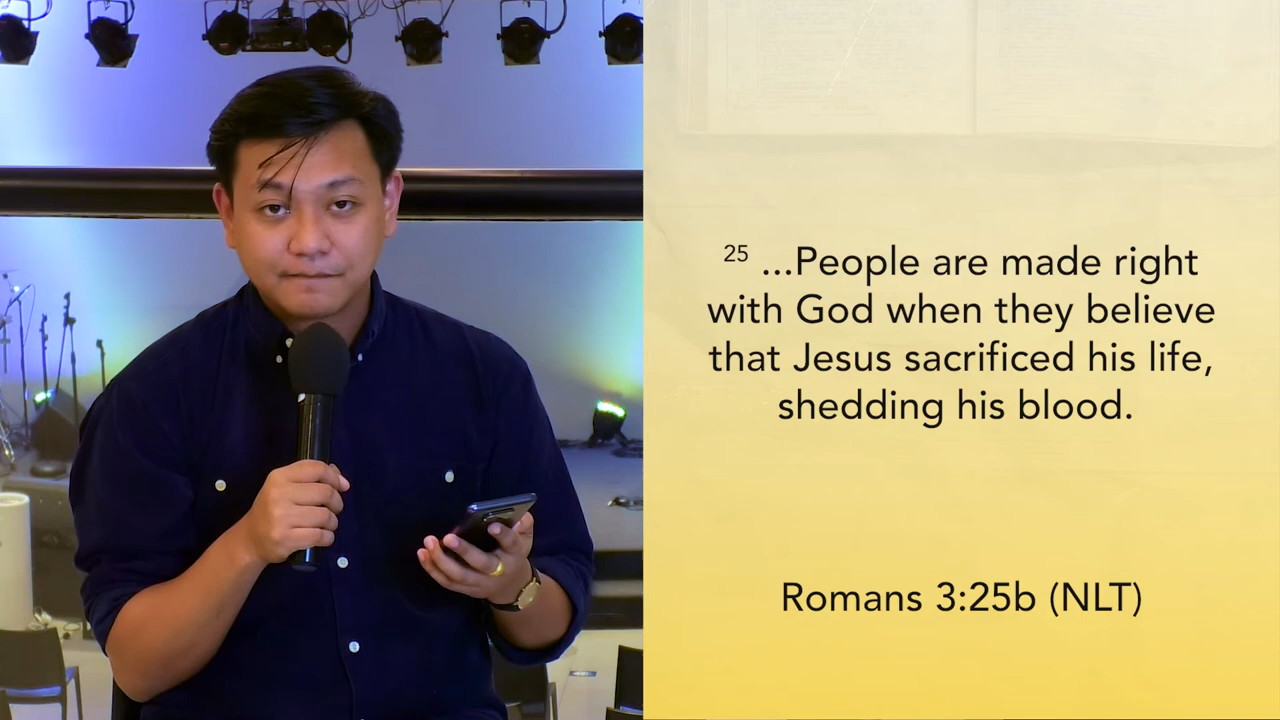 25 ...People are made right
with God when they believe
that Jesus sacrificed his life,
shedding his blood.
Romans 3:25b (NLT)